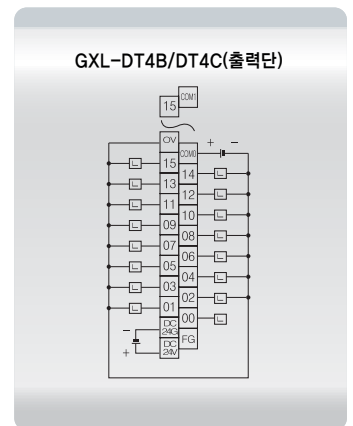 GXL-DT4B/DT4C(출력단)
COM1
15
0V
COM0
+ -
15
L
14
L
13
L
12
L
11
L
10
L
09
L
08
L
07
L
06
L
05
L
04
L
03
L
02
L
01
L
00
L
-
DC
24G
FG
+
DC
24V